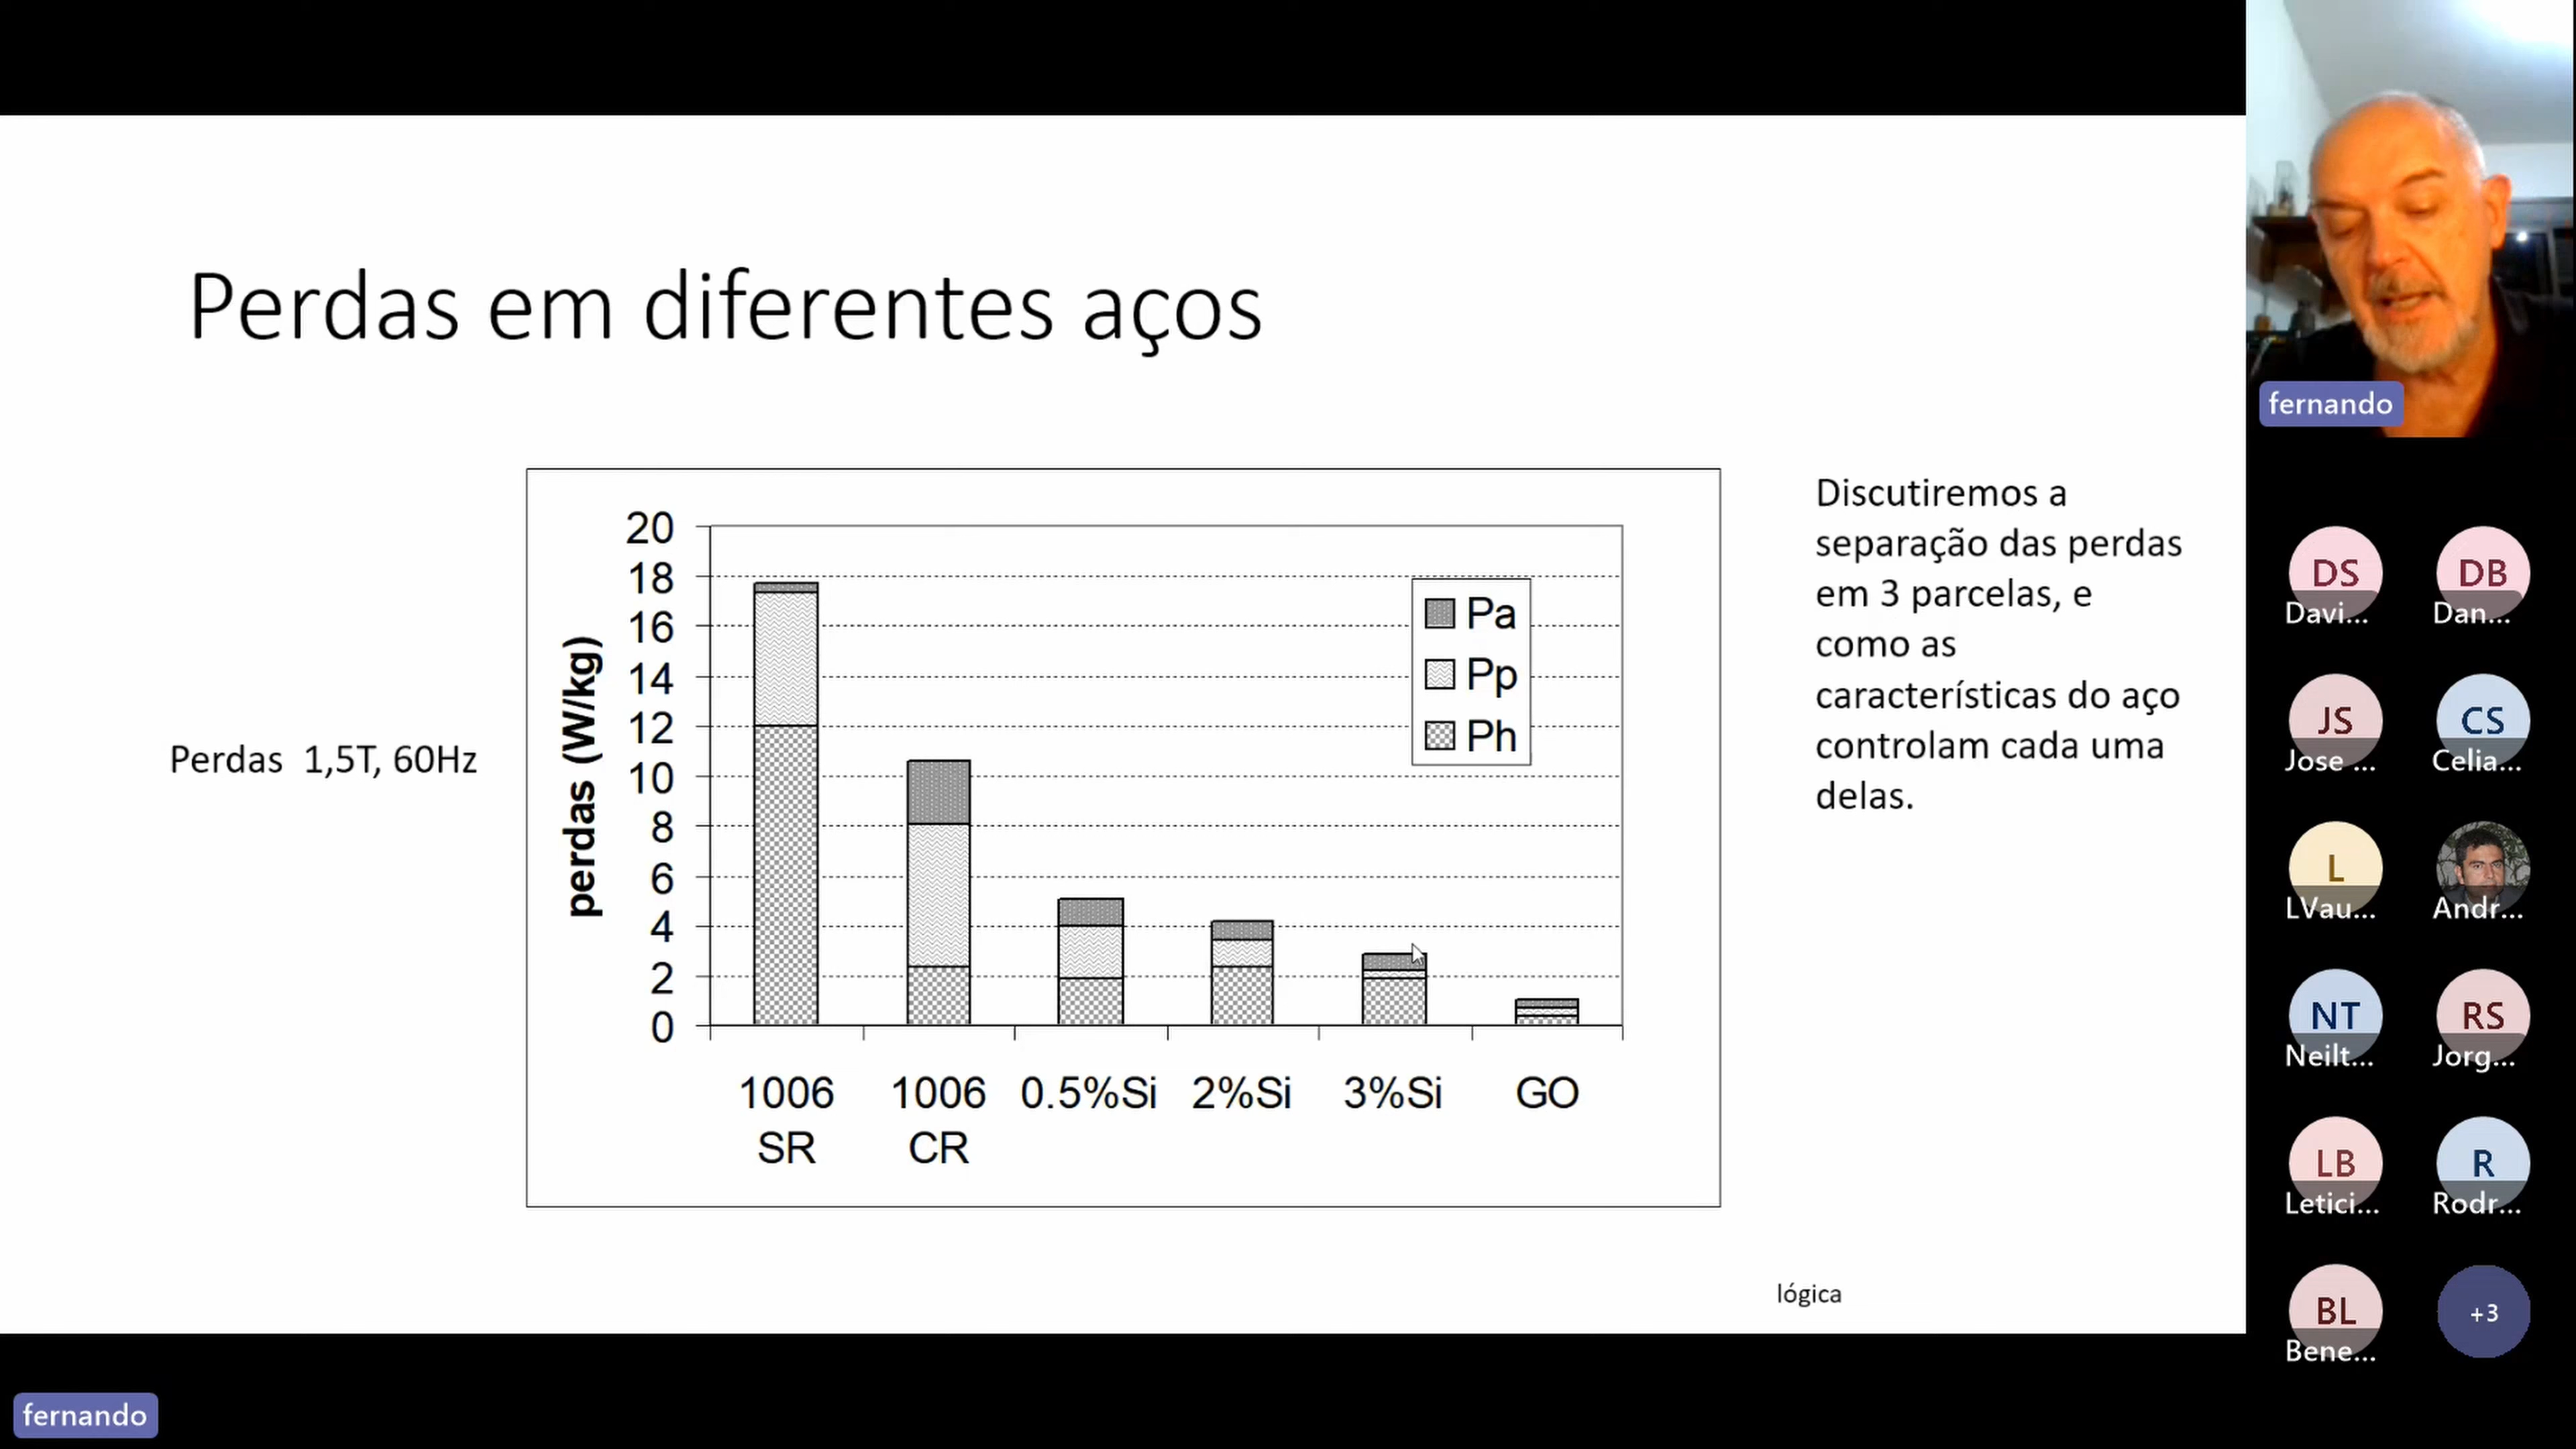 Perdas em diferentes aços
Perdas 1,5T, 60Hz
perdas (W/kg)
20
18
16
14
12
10
8
6
4
2
0
Pa
Pp
Ph
1006 1006 0.5%Si 2%Si 3%Si GO
SR CR
Discutiremos a
separação das perdas
em 3 parcelas, e
como as
características do aço
controlam cada uma
delas.
lógica
fernando
fernando
DS DB
Davi... Dan...
JS CS
Jose ... Celia...
L
LVau... Andr...
NT RS
Neilt... Jorg...
LB R
Letici... Rodr...
BL +3
Bene...